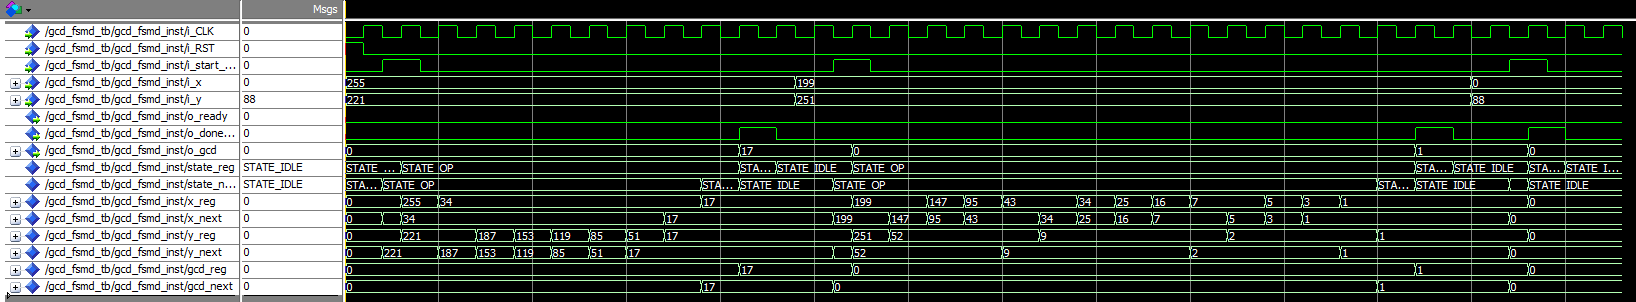 Msgs
/gcd_fsmd_tb/gcd_fsmd_inst/i_CLK 0
/gcd_fsmd_tb/gcd_fsmd_inst/i_RST 0
/gcd_fsmd_tb/gcd_fsmd_inst/i_start_... 0
/gcd_fsmd_tb/gcd_fsmd_inst/i_x 0 255 199 0
/gcd_fsmd_tb/gcd_fsmd_inst/i_y 88 221 251 88
/gcd_fsmd_tb/gcd_fsmd_inst/o_ready 0
/gcd_fsmd_tb/gcd_fsmd_inst/o_done... 0
/gcd_fsmd_tb/gcd_fsmd_inst/o_gcd 0 0 17 0 1 0
/gcd_fsmd_tb/gcd_fsmd_inst/state_reg STATE_IDLE STATE_... STATE_OP STA... STATE_IDLE STATE_OP STA... STATE_IDLE STA... STATE_I...
/gcd_fsmd_tb/gcd_fsmd_inst/state_n... STATE_IDLE STA... STATE_OP STA... STATE_IDLE STATE_OP STA... STATE_IDLE STATE_IDLE
/gcd_fsmd_tb/gcd_fsmd_inst/x_reg 0 0 255 34 17 199 147 95 43 34 25 16 7 5 3 1 0
/gcd_fsmd_tb/gcd_fsmd_inst/x_next 0 0 34 17 199 147 95 43 34 25 16 7 5 3 1 0
/gcd_fsmd_tb/gcd_fsmd_inst/y_reg 0 0 221 187 153 119 85 51 17 251 52 9 2 1 0
/gcd_fsmd_tb/gcd_fsmd_inst/y_next 0 0 221 187 153 119 85 51 17 52 9 2 1 0
/gcd_fsmd_tb/gcd_fsmd_inst/gcd_reg 0 0 17 0 1 0
/gcd_fsmd_tb/gcd_fsmd_inst/gcd_next 0 0 17 0 1 0